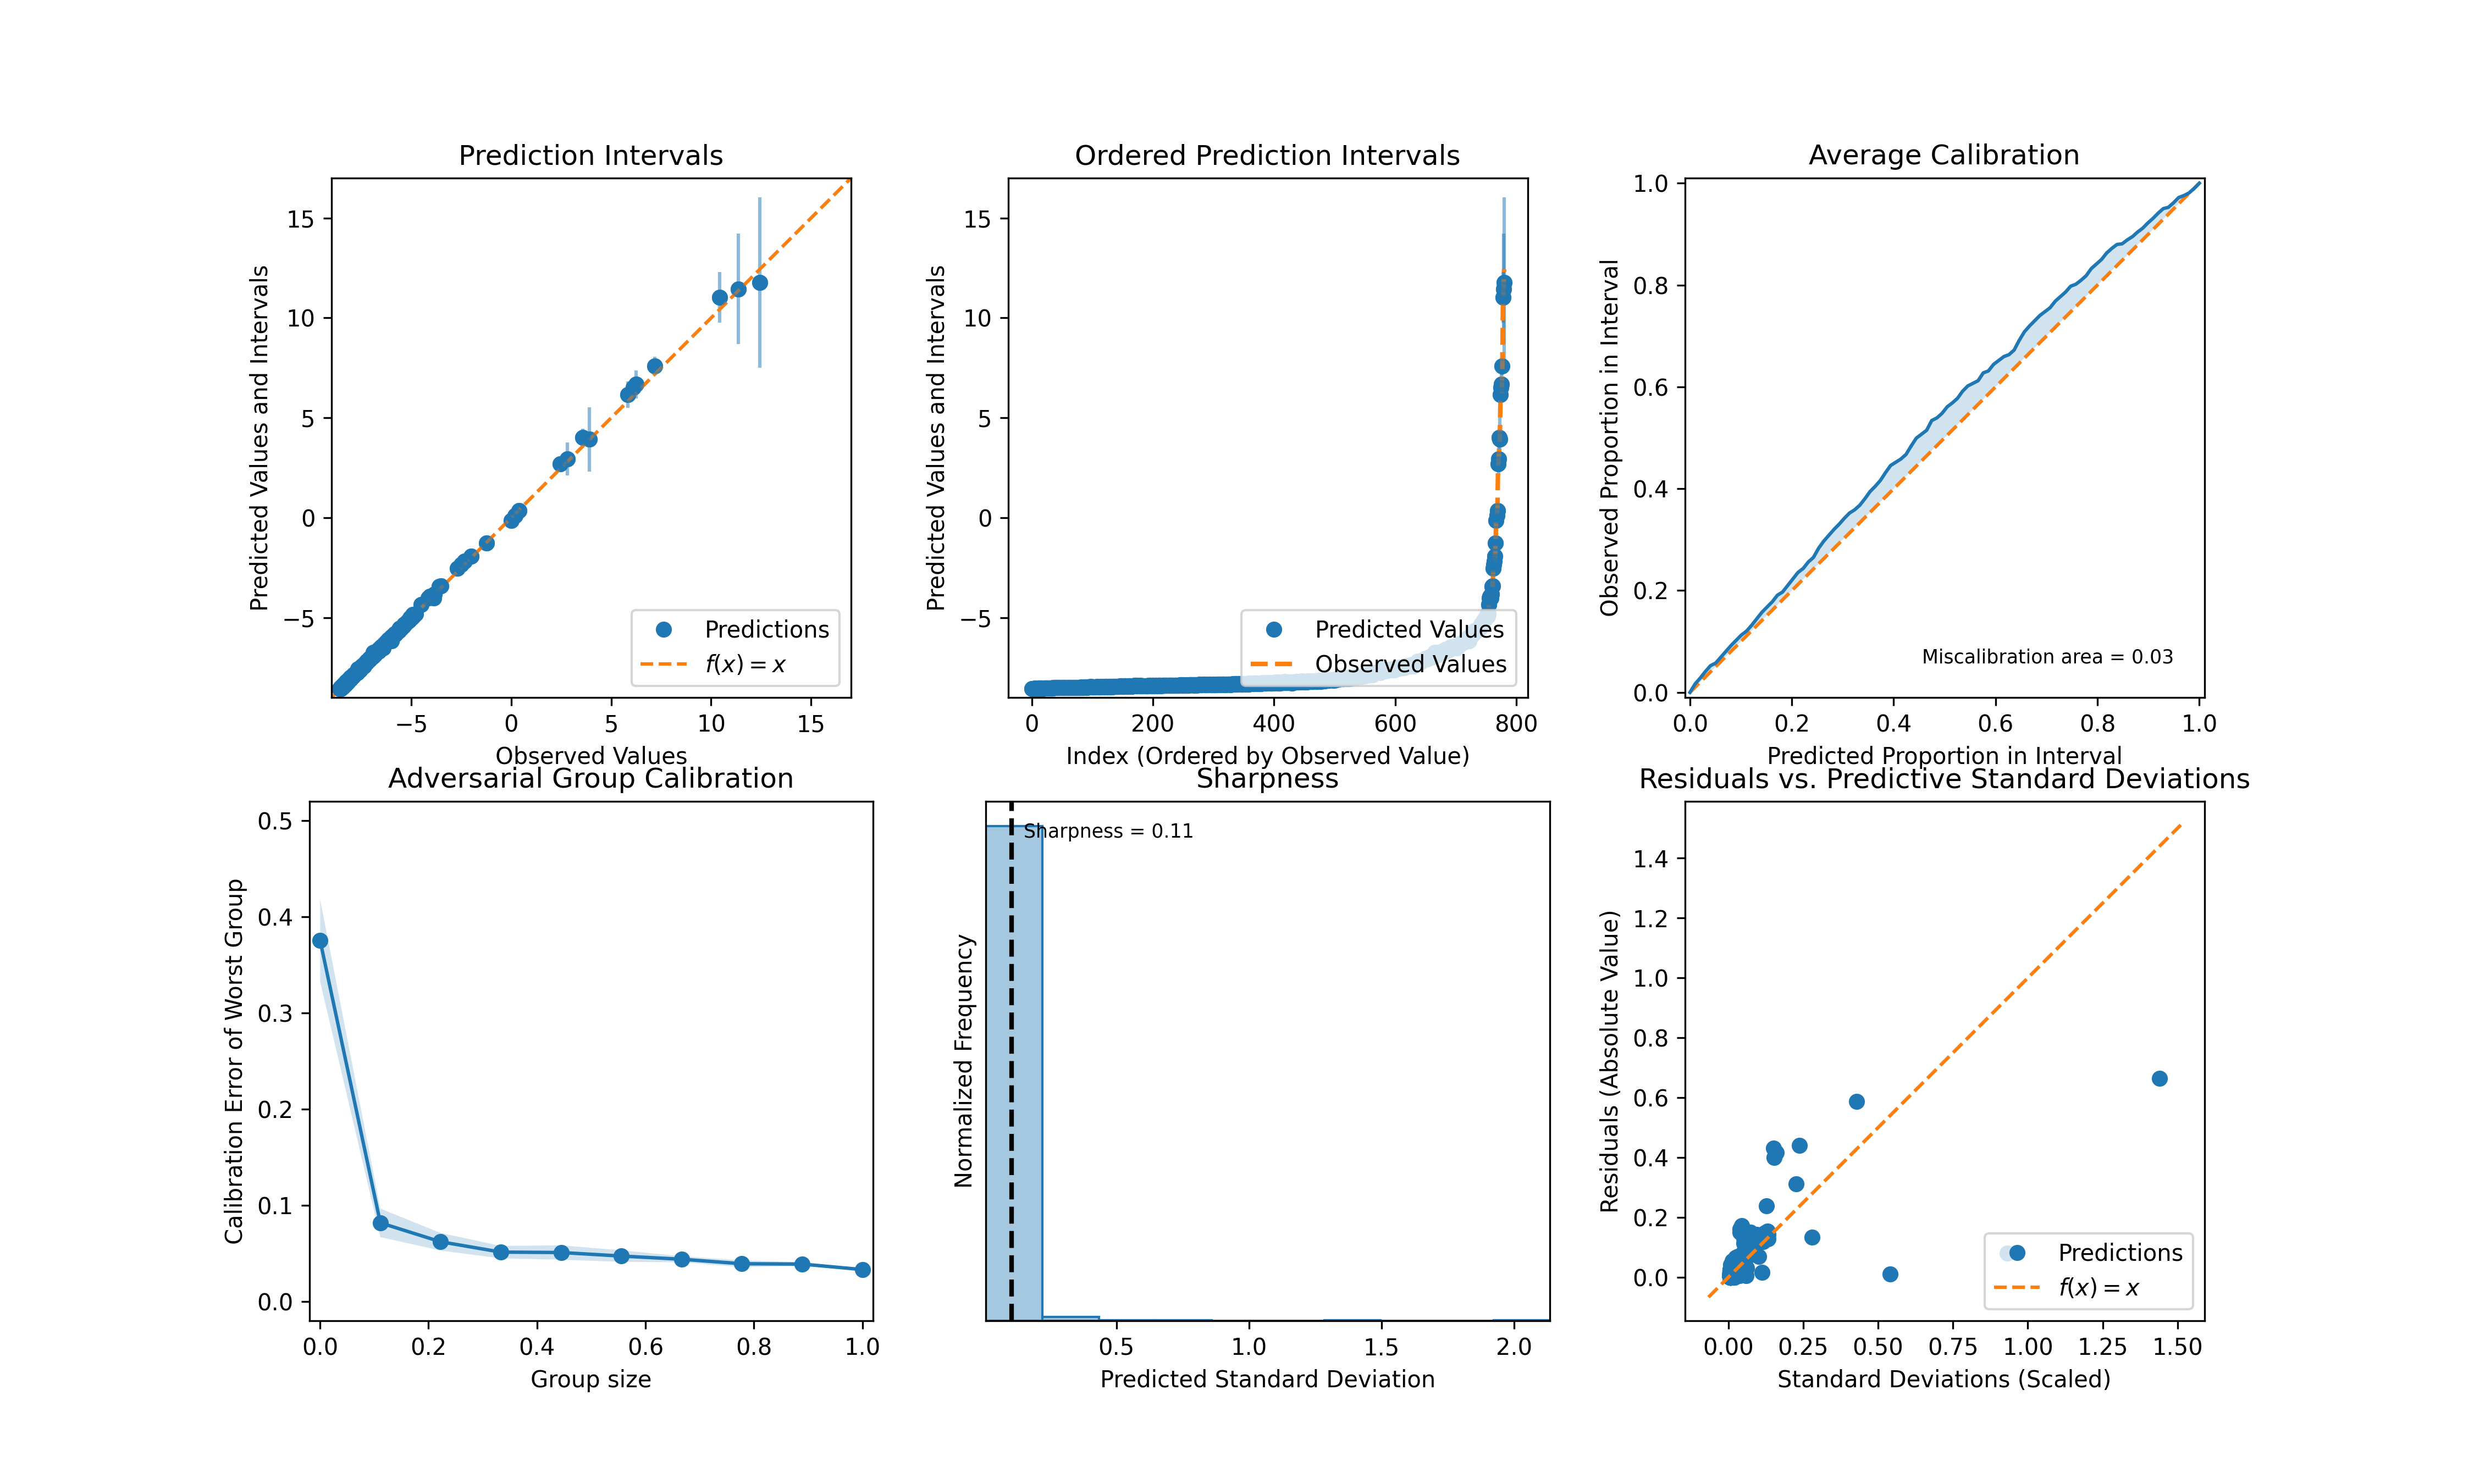 Prediction Intervals
Predicted Values and Intervals
15
10
5
0
−5
Predictions
f(x) = x
−5 0 5 10 15
Observed Values
Ordered Prediction Intervals
Predicted Values and Intervals
15
10
5
0
−5
Predicted Values
Observed Values
0 200 400 600 800
Index (Ordered by Observed Value)
Average Calibration
Observed Proportion in Interval
1.0
0.8
0.6
0.4
0.2
0.0
Miscalibration area = 0.03
0.0 0.2 0.4 0.6 0.8 1.0
Predicted Proportion in Interval
Adversarial Group Calibration
Calibration Error of Worst Group
0.5
0.4
0.3
0.2
0.1
0.0
0.0 0.2 0.4 0.6 0.8 1.0
Group size
Sharpness
Normalized Frequency
Sharpness = 0.11
0.5 1.0 1.5 2.0
Predicted Standard Deviation
Residuals vs. Predictive Standard Deviations
Residuals (Absolute Value)
1.4
1.2
1.0
0.8
0.6
0.4
0.2
0.0
Predictions
f(x) = x
0.00 0.25 0.50 0.75 1.00 1.25 1.50
Standard Deviations (Scaled)